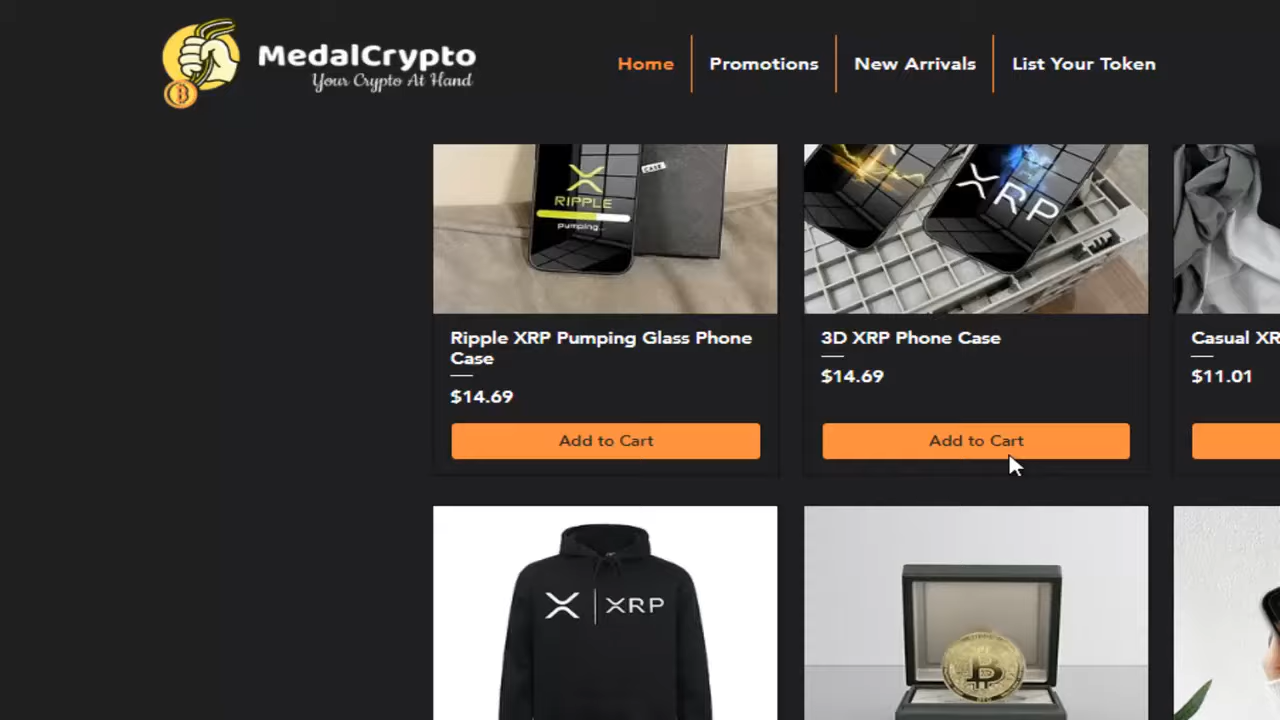 MedalCrypto
Your Crypto At Hand
Home
Promotions
New Arrivals
List Your Token
CASE
RIPPLE
pumping...
XRP
Ripple XRP Pumping Glass Phone
Case
$14.69
Add to Cart
3D XRP Phone Case
$14.69
Add to Cart
Casual XR
$11.01
XRP